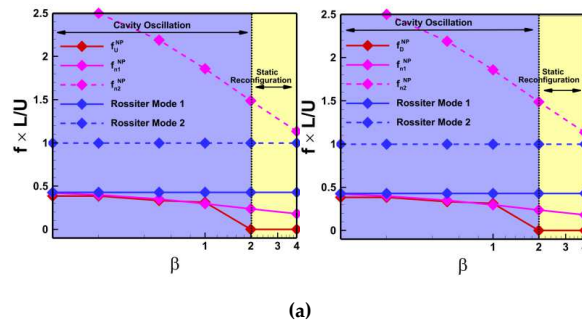 Cavity Oscillation
f_U^NP
f_n1^NP
f_n2^NP
Rossiter Mode 1
Rossiter Mode 2
Static
Reconfiguration
f × L/U
2.5
2
1.5
1
0.5
0
1
2
3
4
β
Cavity Oscillation
f_D^NP
f_n1^NP
f_n2^NP
Rossiter Mode 1
Rossiter Mode 2
Static
Reconfiguration
f × L/U
2.5
2
1.5
1
0.5
0
1
2
3
β
(a)